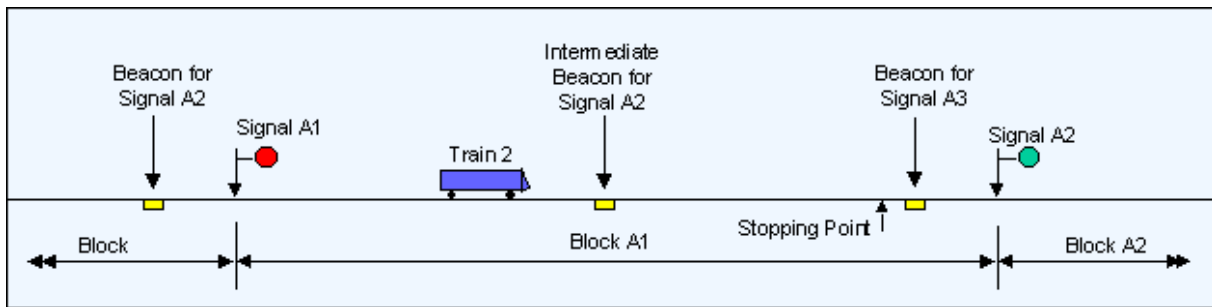 Beacon for
Signal A2
Intermediate
Beacon for
Signal A2
Beacon for
Signal A3
Signal A1
Train 2
Signal A2
Stopping Point
Block
Block A1
Block A2